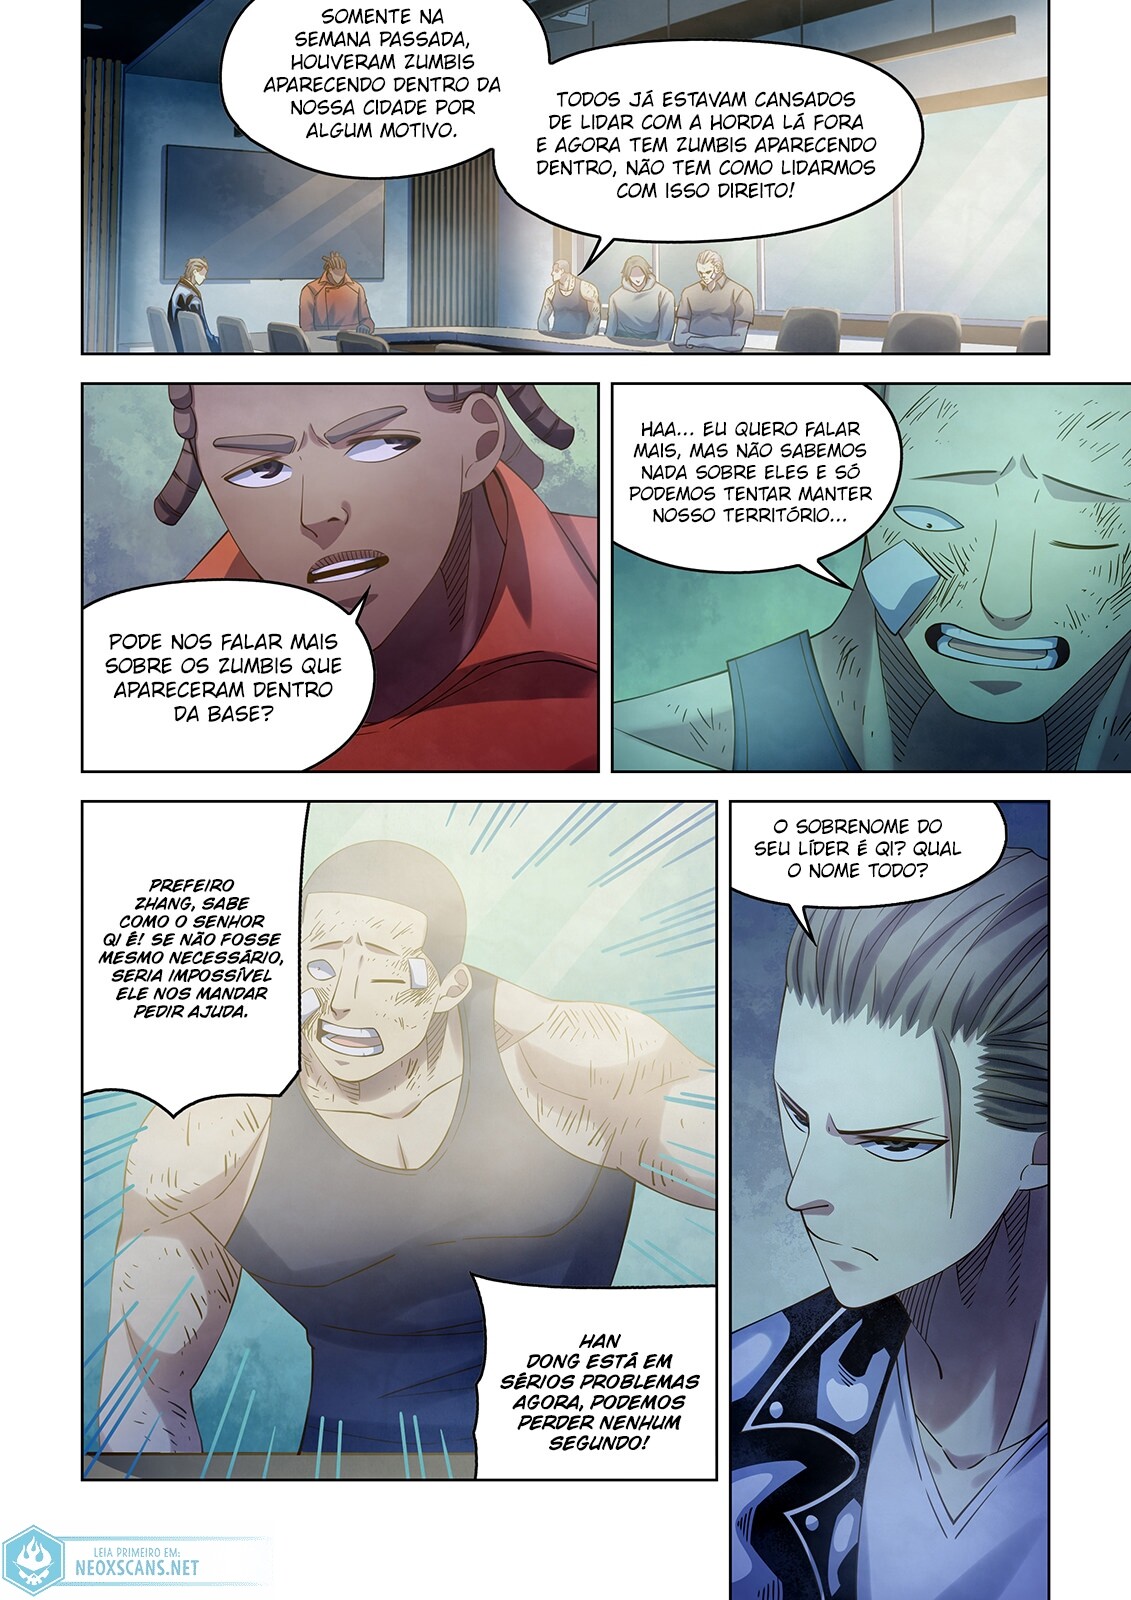 SOMENTE NA
SEMANA PASSADA,
HOUVERAM ZUMBIS
APARECENDO DENTRO DA
NOSSA CIDADE POR
ALGUM MOTIVO.
TODOS JÁ ESTAVAM CANSADOS
DE LIDAR COM A HORDA LÁ FORA
E AGORA TEM ZUMBIS APARECENDO
DENTRO, NÃO TEM COMO LIDARMOS
COM ISSO DIREITO!
PODE NOS FALAR MAIS
SOBRE OS ZUMBIS QUE
APARECERAM DENTRO
DA BASE?
HAA... EU QUERO FALAR
MAIS, MAS NÃO SABEMOS
NADA SOBRE ELES E SÓ
PODEMOS TENTAR MANTER
NOSSO TERRITÓRIO...
PREFEIRO
ZHANG, SABE
COMO O SENHOR
QI É! SE NÃO FOSSE
MESMO NECESSÁRIO,
SERIA IMPOSSÍVEL
ELE NOS MANDAR
PEDIR AJUDA.
HAN
DONG ESTÁ EM
SÉRIOS PROBLEMAS
AGORA, PODEMOS
PERDER NENHUM
SEGUNDO!
O SOBRENOME DO
SEU LÍDER É QI? QUAL
O NOME TODO?
LEIA PRIMEIRO EM:
NEOXSCANS.NET